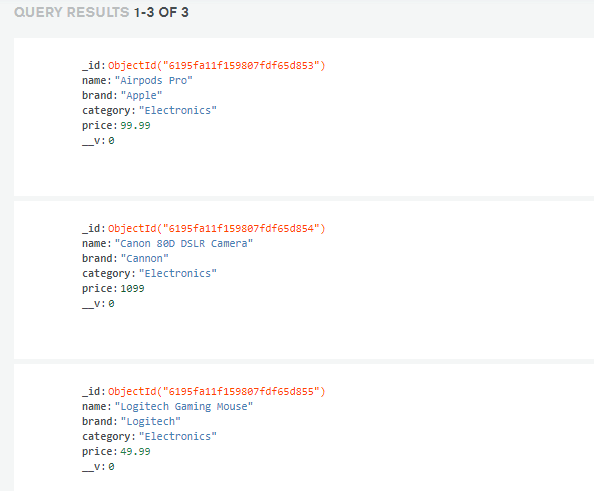 QUERY RESULTS 1-3 OF 3
_id: ObjectId("6195fa11f159807fdf65d853")
name: "Airpods Pro"
brand: "Apple"
category: "Electronics"
price: 99.99
__v: 0
_id: ObjectId("6195fa11f159807fdf65d854")
name: "Canon 80D DSLR Camera"
brand: "Cannon"
category: "Electronics"
price: 1099
__v: 0
_id: ObjectId("6195fa11f159807fdf65d855")
name: "Logitech Gaming Mouse"
brand: "Logitech"
category: "Electronics"
price: 49.99
__v: 0